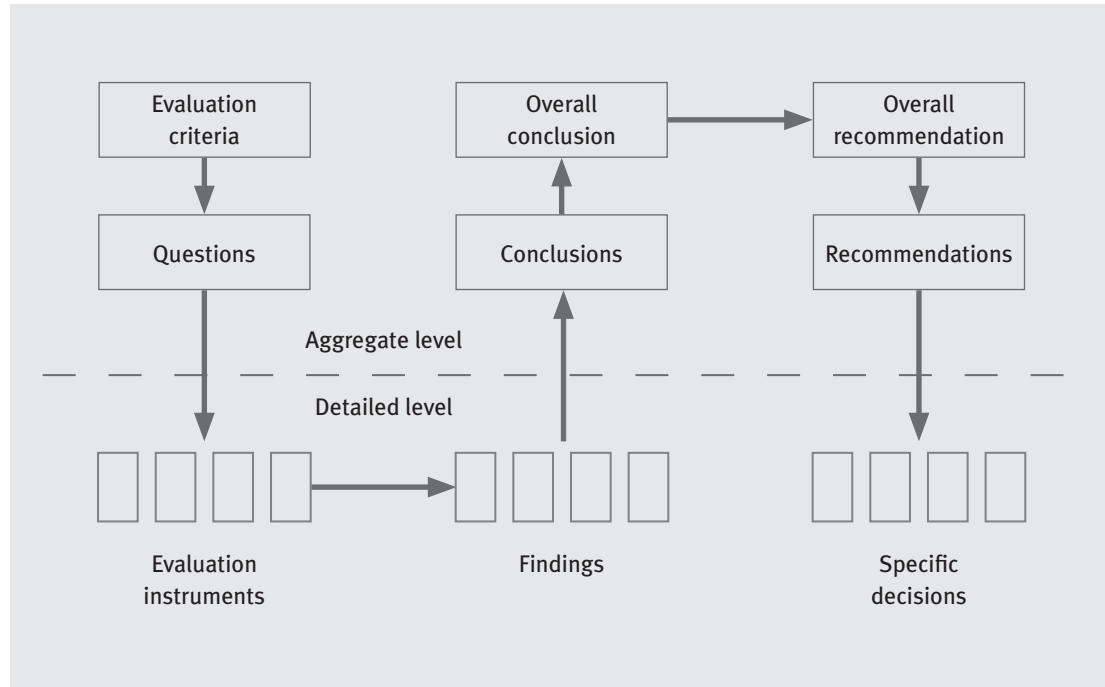 Evaluation
criteria
Overall
conclusion
Overall
recommendation
Questions
Conclusions
Recommendations
Aggregate level
Detailed level
Evaluation
instruments
Findings
Specific
decisions